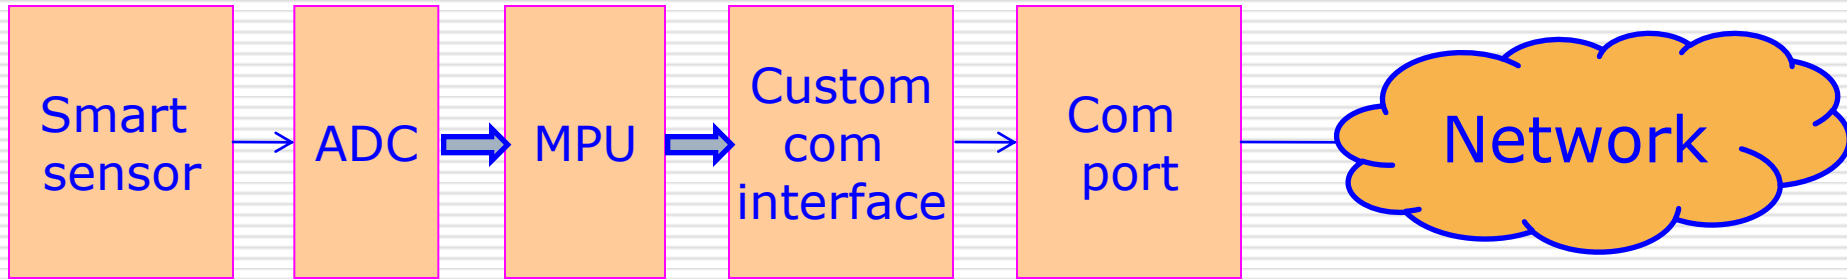 Smart
sensor
ADC
MPU
Custom
com
interface
Com
port
Network